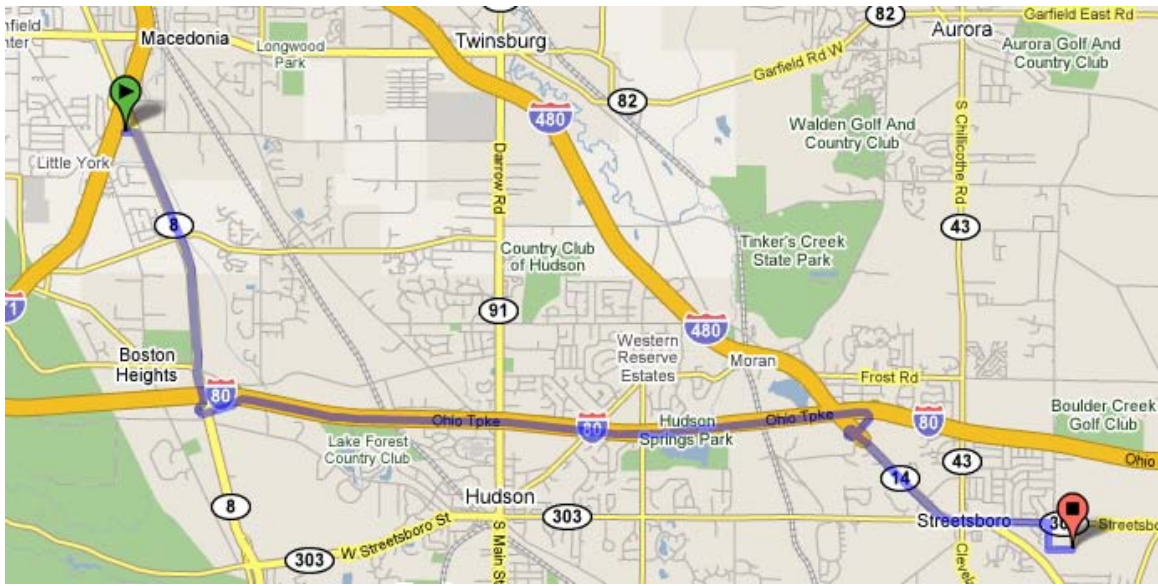 82
Garfield East Rd
nfield
nter
Macedonia
Longwood
Park
Twinsburg
Garfield Rd W
Aurora
Aurora Golf And
Country Club
82
480
Walden Golf And
Country Club
Little York
Darrow Rd
S Chillicothe Rd
8
43
Country Club
of Hudson
Tinker's Creek
State Park
1
91
480
Boston
Heights
Western
Reserve
Estates
Moran
Frost Rd
80
Ohio Tpke
80
Hudson
Springs Park
Ohio Tpke
80
Boulder Creek
Golf Club
Lake Forest
Country Club
43
Ohio
14
Hudson
8
303
Streetsboro
Streetsbo
W Streetsboro St
303
S Main St
Clevel